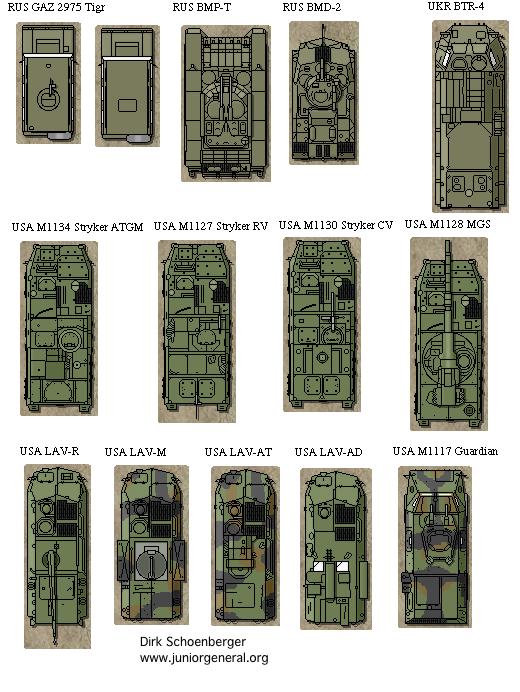 RUS GAZ 2975 Tigr
RUS BMP-T
RUS BMD-2
UKR BTR-4
USA M1134 Stryker ATGM
USA M1127 Stryker RV
USA M1130 Stryker CV
USA M1128 MGS
USA LAV-R
USA LAV-M
USA LAV-AT
USA LAV-AD
USA M1117 Guardian
Dirk Schoenberger
www.juniorgeneral.org